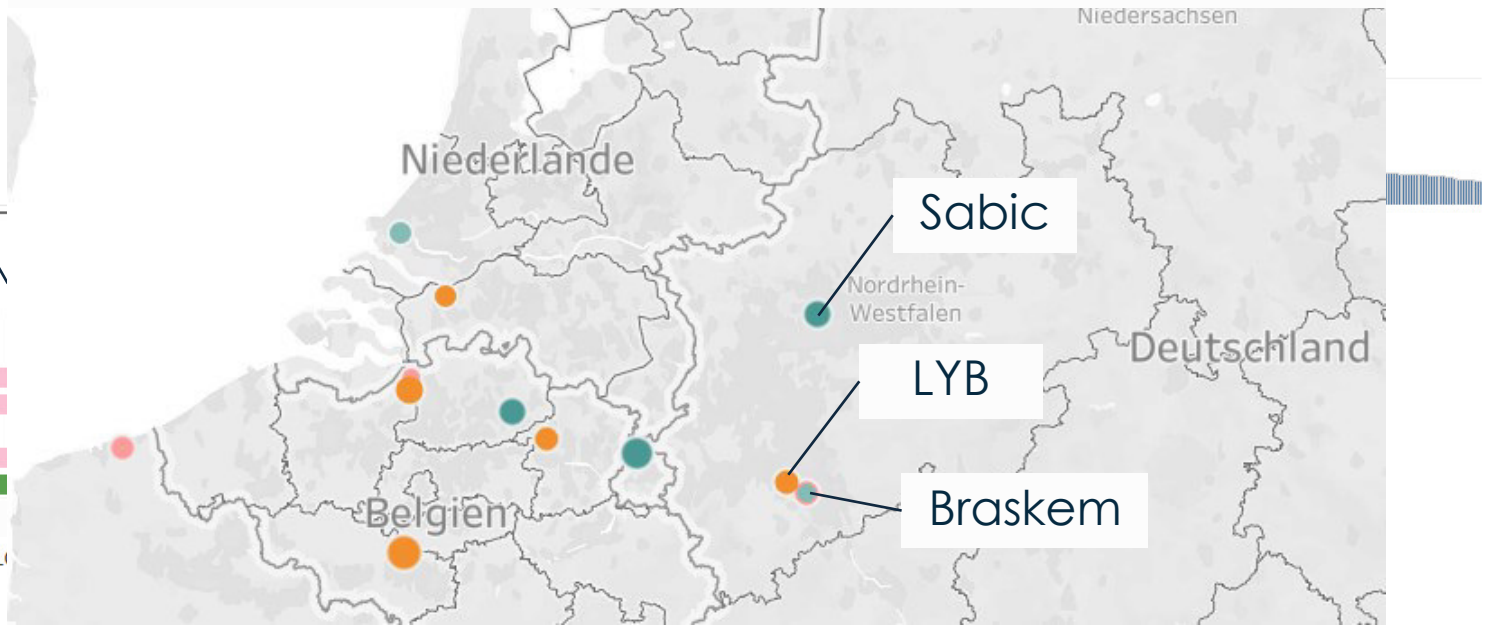 Niedersachsen
Niederlande
Sabic
Nordrhein-
Westfalen
Deutschland
LYB
Belgien
Braskem